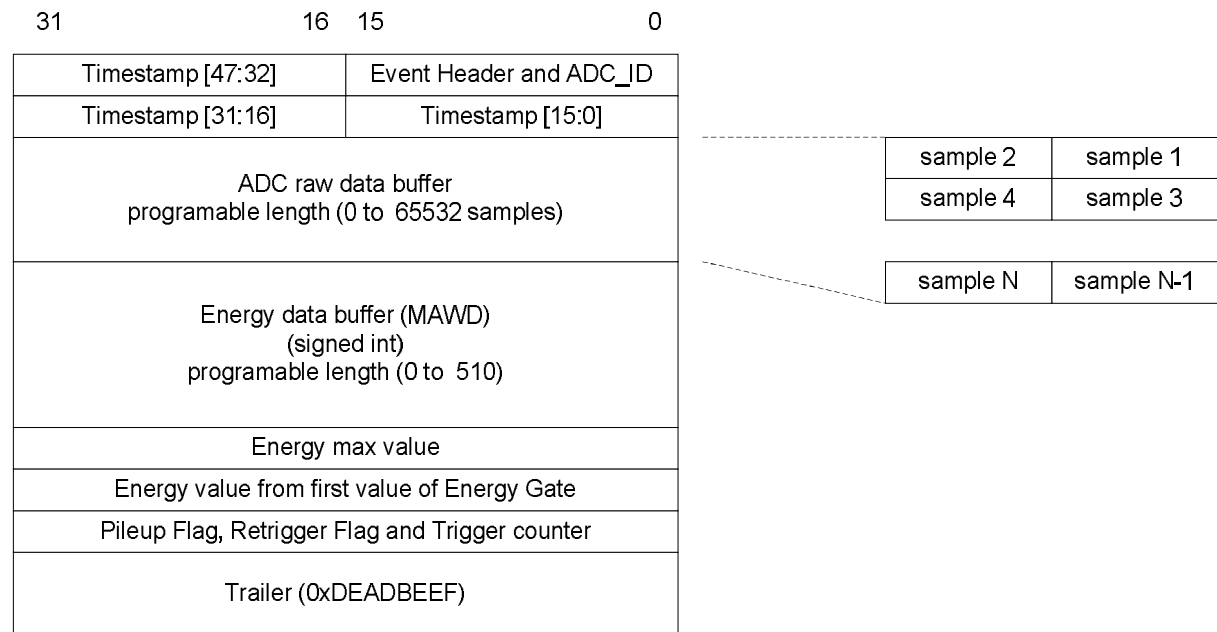 31 16 15 0
Timestamp [47:32] Event Header and ADC_ID
Timestamp [31:16] Timestamp [15:0]
ADC raw data buffer
programable length (0 to 65532 samples)
sample 2 sample 1
sample 4 sample 3
sample N sample N-1
Energy data buffer (MAWD)
(signed int)
programable length (0 to 510)
Energy max value
Energy value from first value of Energy Gate
Pileup Flag, Retrigger Flag and Trigger counter
Trailer (0xDEADBEEF)